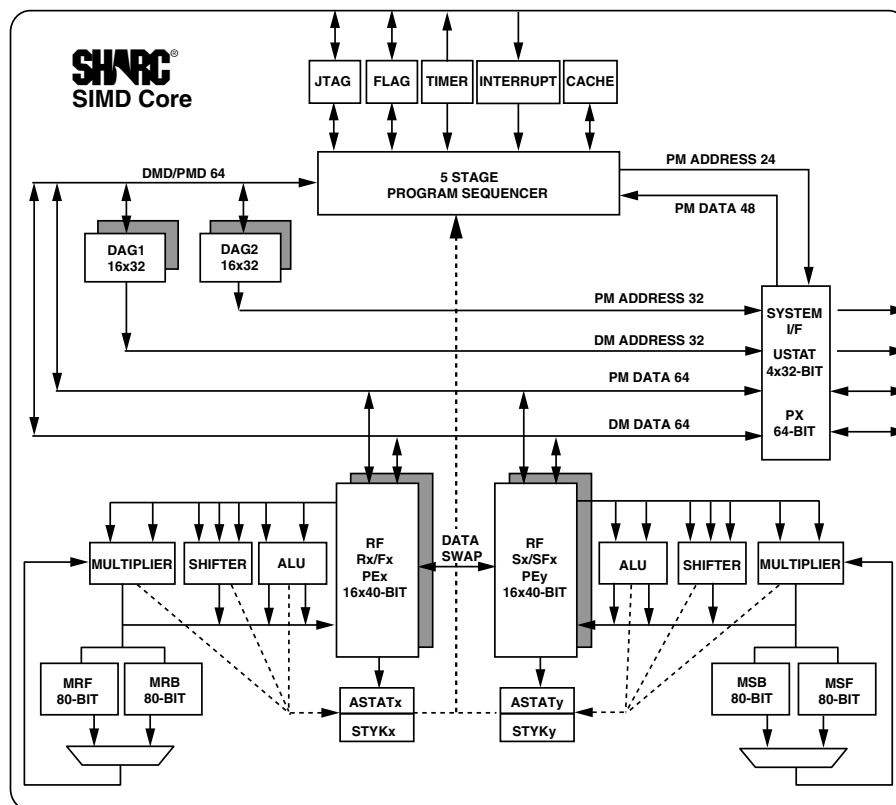 SHARC®
SIMD Core
JTAG
FLAG
TIMER
INTERRUPT
CACHE
5 STAGE
PROGRAM SEQUENCER
DMD/PMD 64
PM ADDRESS 24
PM DATA 48
DAG1
16x32
DAG2
16x32
PM ADDRESS 32
DM ADDRESS 32
PM DATA 64
DM DATA 64
SYSTEM
I/F
USTAT
4x32-BIT
PX
64-BIT
MULTIPLIER
SHIFTER
ALU
RF
Rx/Fx
PEx
16x40-BIT
DATA
SWAP
RF
Sx/SFx
PEy
16x40-BIT
ALU
SHIFTER
MULTIPLIER
MRF
80-BIT
MRB
80-BIT
ASTATx
STYKx
ASTATy
STYKy
MSB
80-BIT
MSF
80-BIT